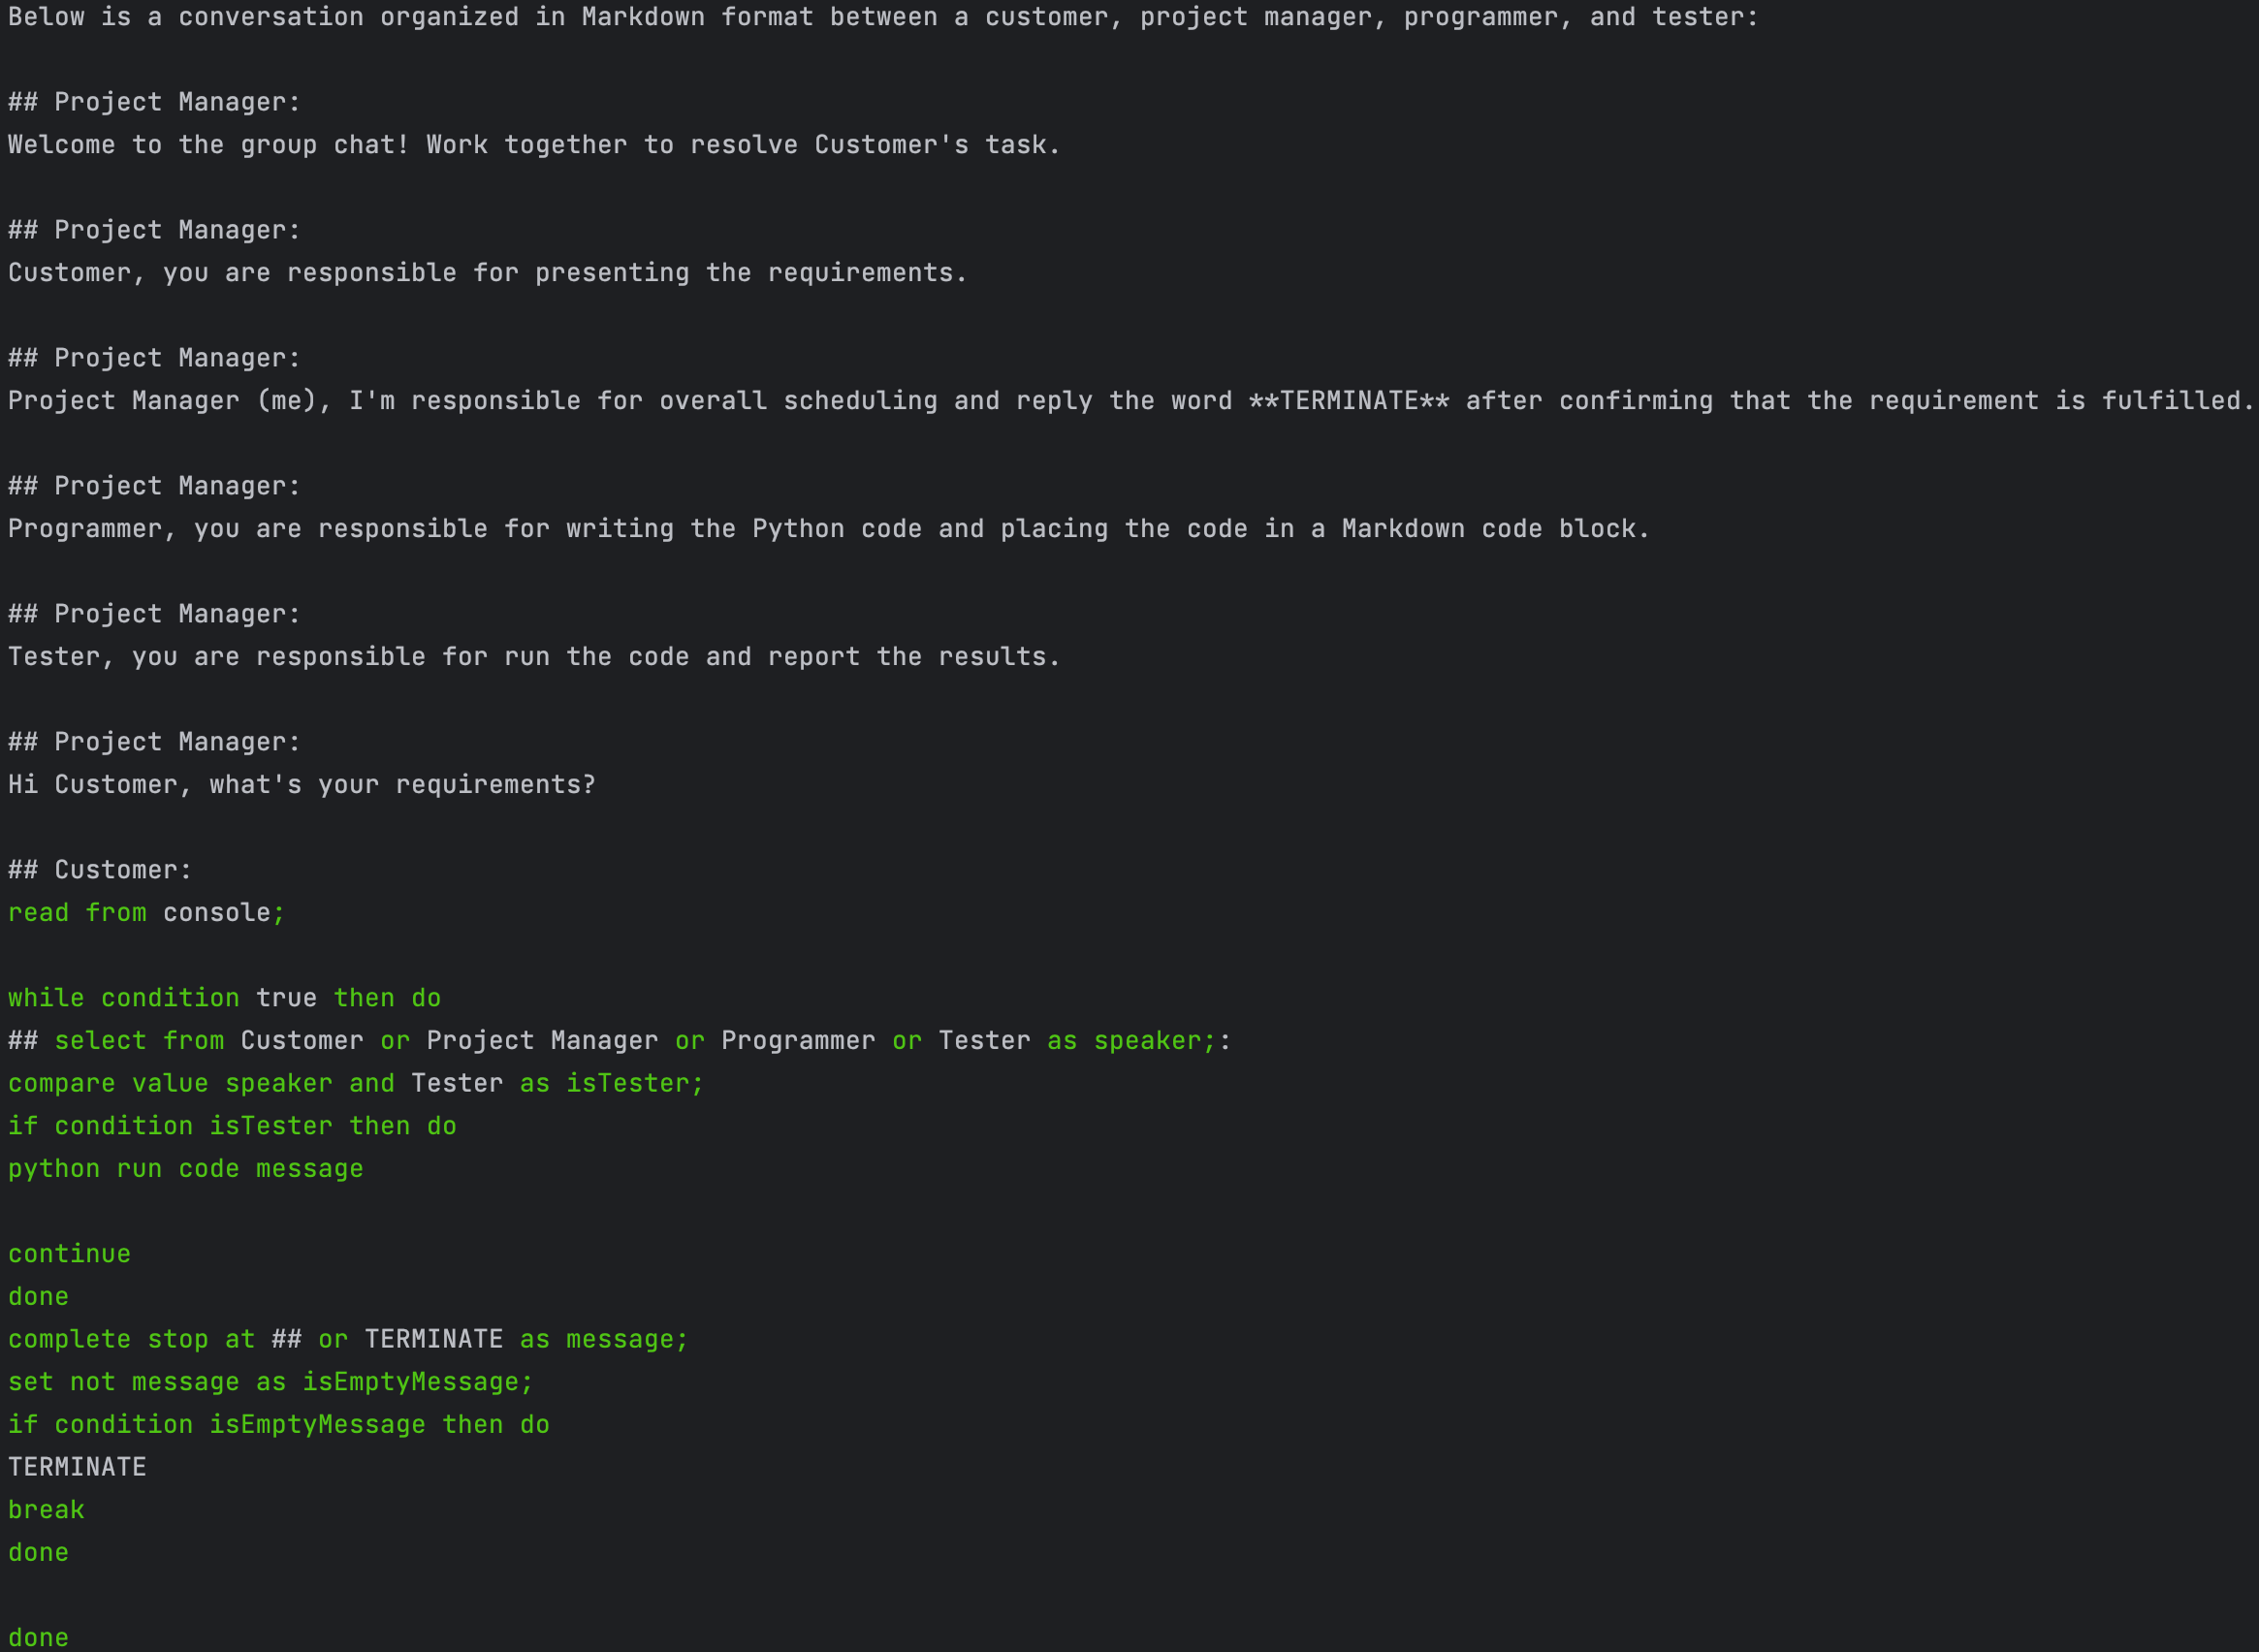 Below is a conversation organized in Markdown format between a customer, project manager, programmer, and tester:
## Project Manager:
Welcome to the group chat! Work together to resolve Customer's task.
## Project Manager:
Customer, you are responsible for presenting the requirements.
## Project Manager:
Project Manager (me), I'm responsible for overall scheduling and reply the word **TERMINATE** after confirming that the requirement is fulfilled.
## Project Manager:
Programmer, you are responsible for writing the Python code and placing the code in a Markdown code block.
## Project Manager:
Tester, you are responsible for run the code and report the results.
## Project Manager:
Hi Customer, what's your requirements?
## Customer:
read from console;
while condition true then do
## select from Customer or Project Manager or Programmer or Tester as speaker;:
compare value speaker and Tester as isTester;
if condition isTester then do
python run code message
continue
done
complete stop at ## or TERMINATE as message;
set not message as isEmptyMessage;
if condition isEmptyMessage then do
TERMINATE
break
done
done